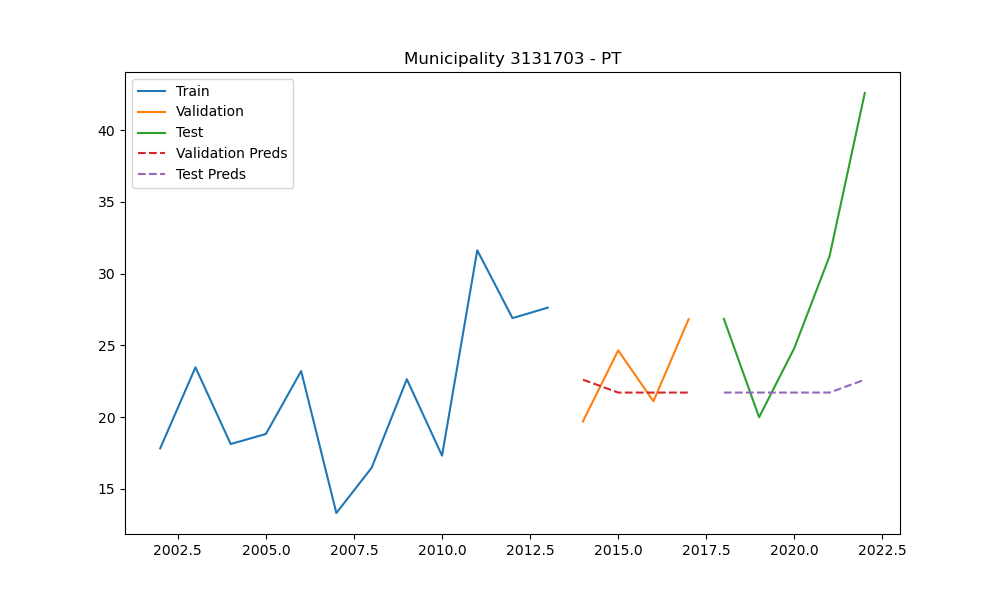 Municipality 3131703 - PT
Train
Validation
Test
Validation Preds
Test Preds
40
35
30
25
20
15
2002.5 2005.0 2007.5 2010.0 2012.5 2015.0 2017.5 2020.0 2022.5